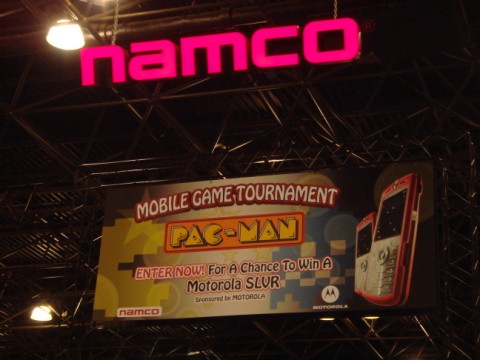 namco
MOBILE GAME TOURNAMENT
PAC-MAN
ENTER NOW! For A Chance To Win A
Motorola SLVR
Sponsored by MOTOROLA
namco
MOTOROLA